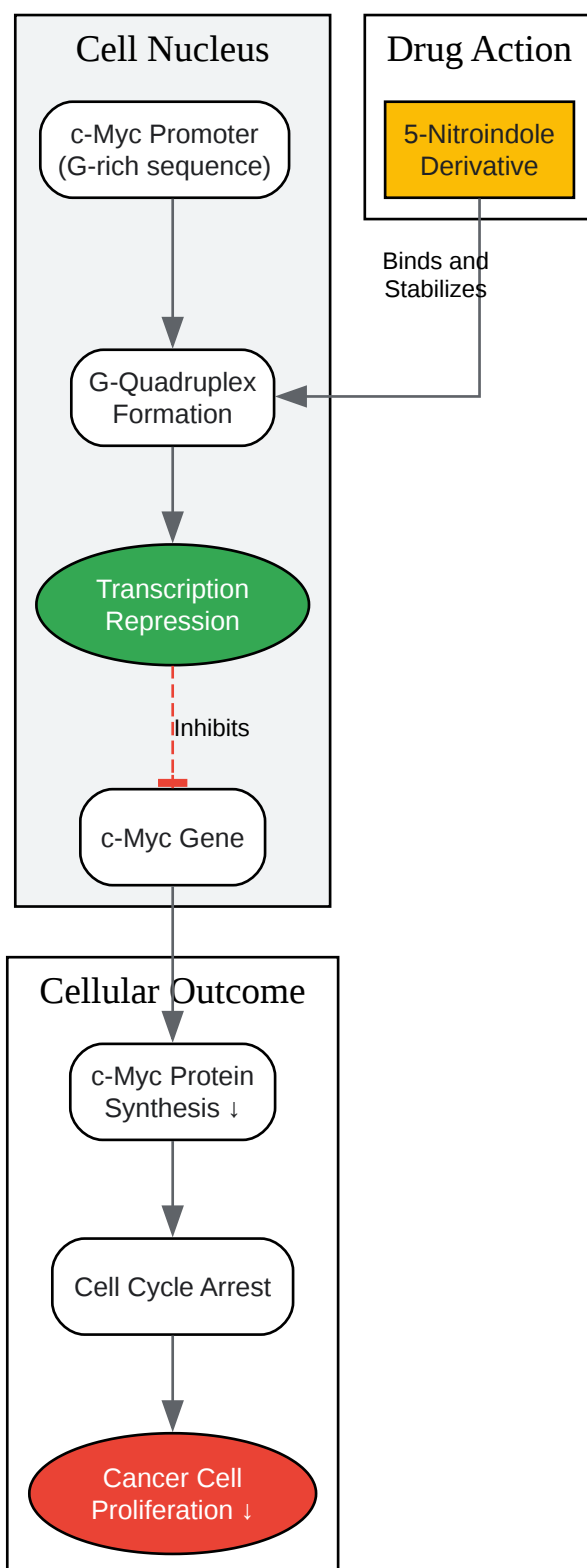 Cell Nucleus
Drug Action
c-Myc Promoter
(G-rich sequence)
5-Nitroindole
Derivative
Binds and
Stabilizes
G-Quadruplex
Formation
Transcription
Repression
Inhibits
c-Myc Gene
Cellular Outcome
c-Myc Protein
Synthesis ↓
Cell Cycle Arrest
Cancer Cell
Proliferation ↓